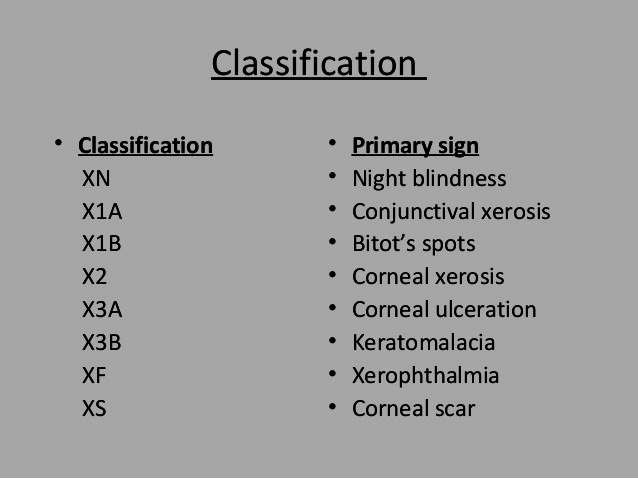 Classification
• Classification
XN
X1A
X1B
X2
X3A
X3B
XF
XS
• Primary sign
• Night blindness
• Conjunctival xerosis
• Bitot’s spots
• Corneal xerosis
• Corneal ulceration
• Keratomalacia
• Xerophthalmia
• Corneal scar